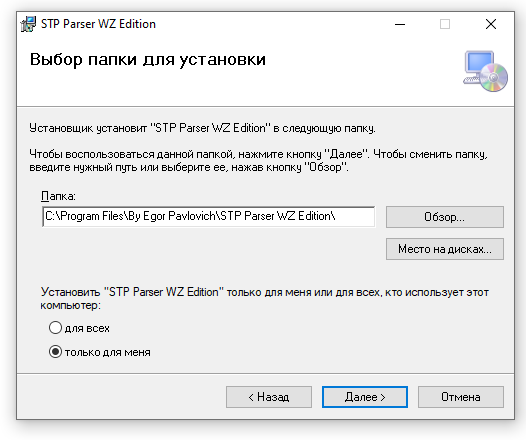 STP Parser WZ Edition
Выбор папки для установки
Установщик установит "STP Parser WZ Edition" в следующую папку.
Чтобы воспользоваться данной папкой, нажмите кнопку "Далее". Чтобы сменить папку,
введите нужный путь или выберите ее, нажав кнопку "Обзор".
Папка:
C:\Program Files\By Egor Pavlovich\STP Parser WZ Edition\
Обзор...
Место на дисках...
Установить "STP Parser WZ Edition" только для меня или для всех, кто использует этот
компьютер:
для всех
только для меня
< Назад
Далее >
Отмена